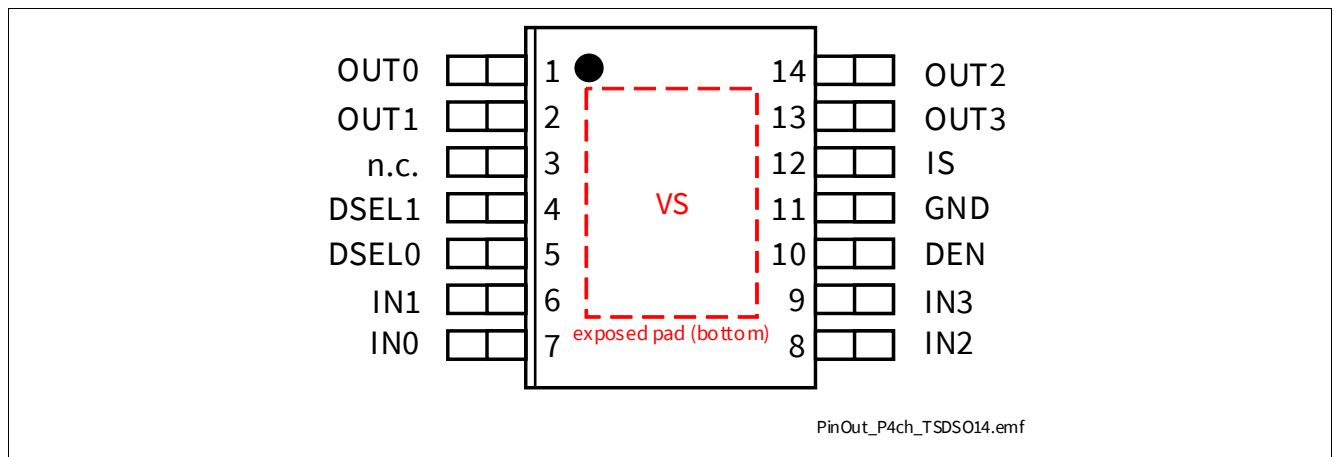 OUT0 1 14 OUT2
OUT1 2 13 OUT3
n.c. 3 12 IS
DSEL1 4 VS 11 GND
DSEL0 5 10 DEN
IN1 6 9 IN3
exposed pad (bottom)
IN0 7 8 IN2
PinOut_P4ch_TSDSO14.emf